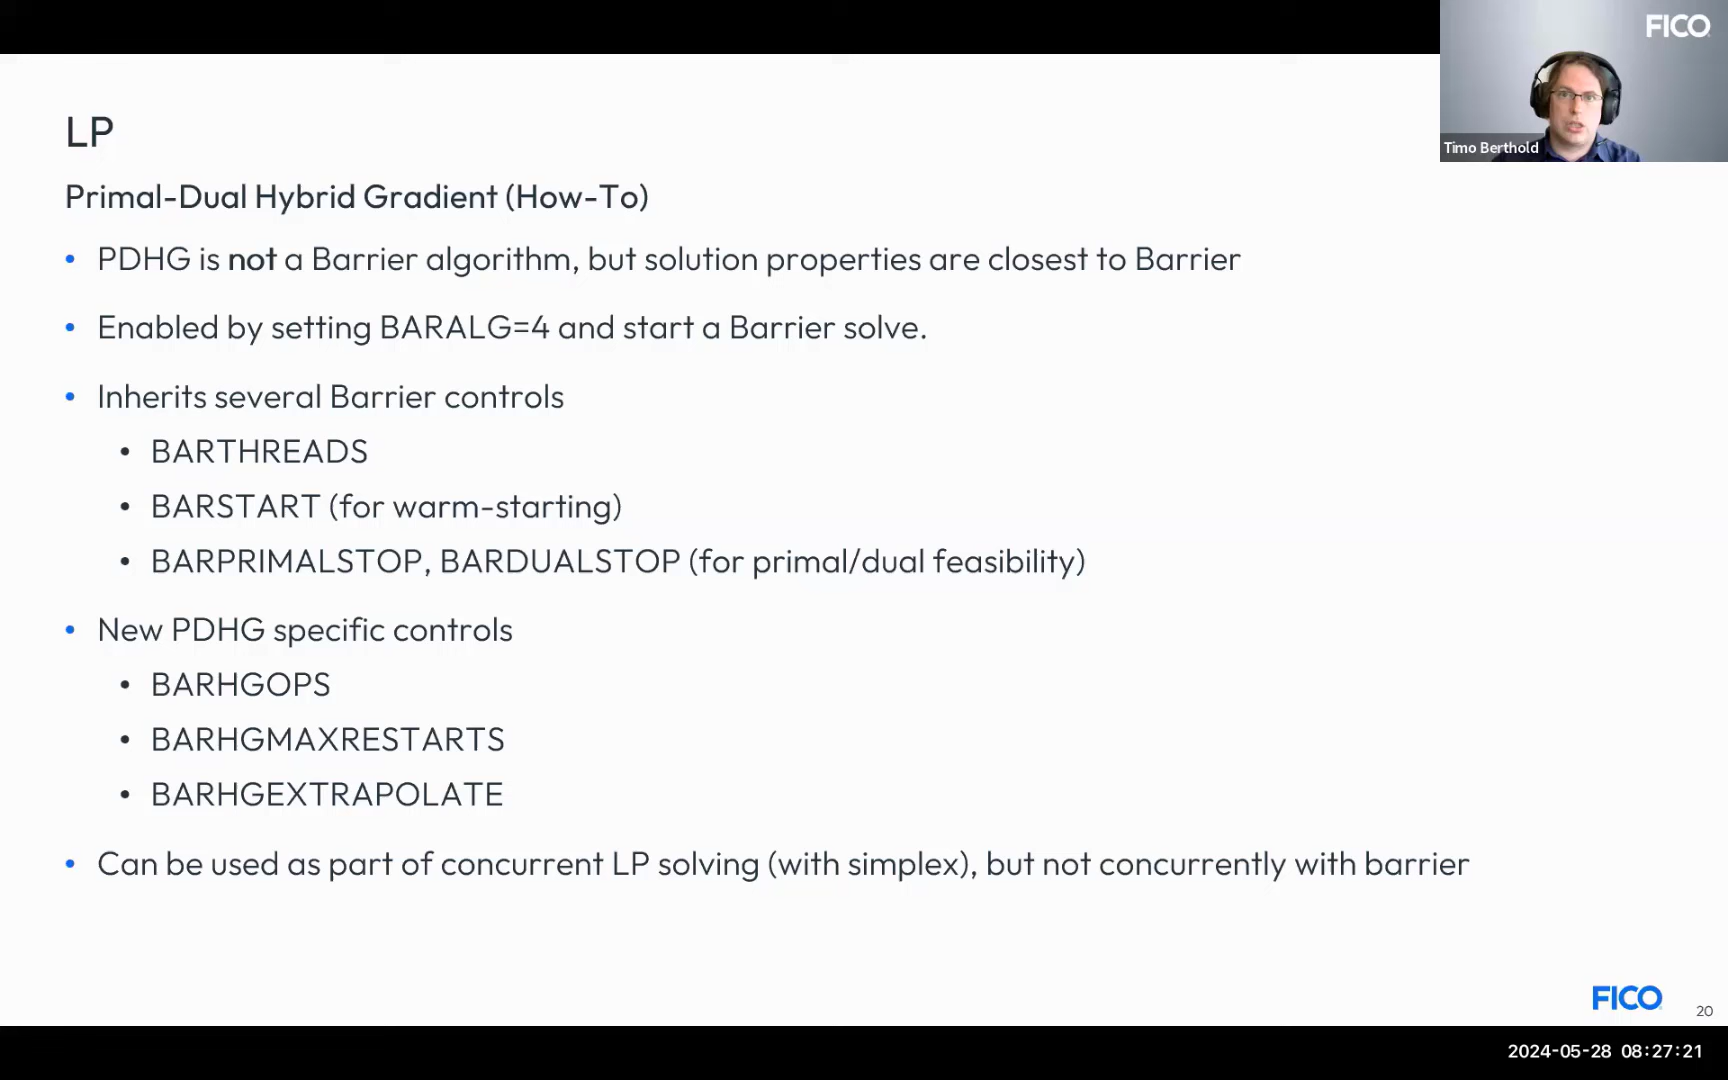 FICO
Timo Berthold
LP
Primal-Dual Hybrid Gradient (How-To)
• PDHG is not a Barrier algorithm, but solution properties are closest to Barrier
• Enabled by setting BARALG=4 and start a Barrier solve.
• Inherits several Barrier controls
• BARTHREADS
• BARSTART (for warm-starting)
• BARPRIMALSTOP, BARDUALSTOP (for primal/dual feasibility)
• New PDHG specific controls
• BARHGOPS
• BARHGMAXRESTARTS
• BARHGEXTRAPOLATE
• Can be used as part of concurrent LP solving (with simplex), but not concurrently with barrier
FICO
20
2024-05-28 08:27:21